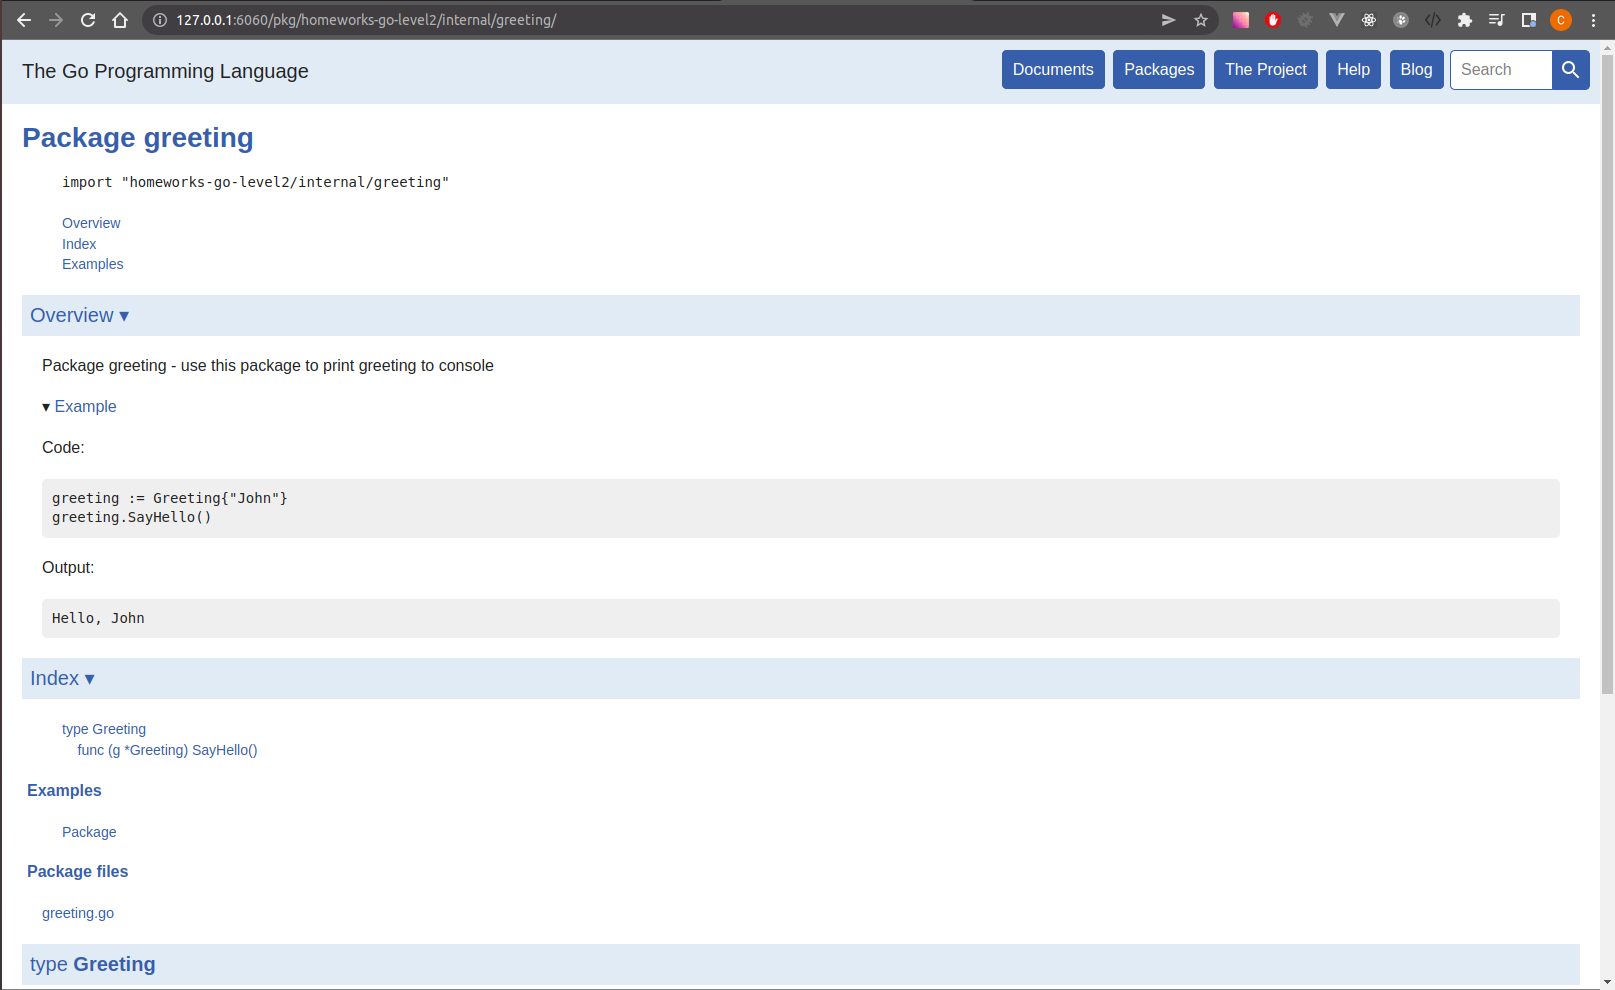 127.0.0.1:6060/pkg/homeworks-go-level2/internal/greeting/
C
The Go Programming Language
Documents Packages The Project Help Blog Search
Package greeting
import "homeworks-go-level2/internal/greeting"
Overview
Index
Examples
Overview ▾
Package greeting - use this package to print greeting to console
▾ Example
Code:
greeting := Greeting{"John"}
greeting.SayHello()
Output:
Hello, John
Index ▾
type Greeting
func (g *Greeting) SayHello()
Examples
Package
Package files
greeting.go
type Greeting